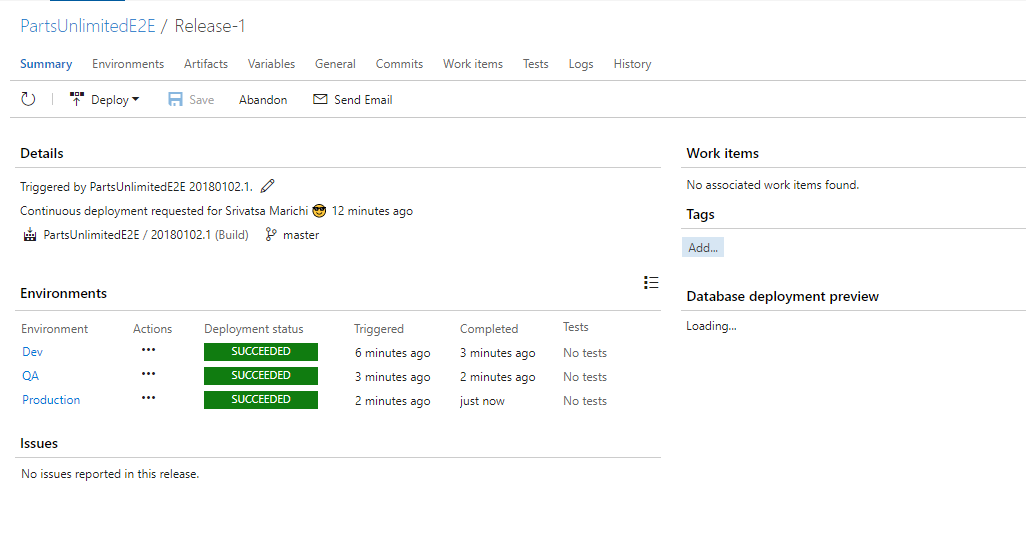 PartsUnlimitedE2E / Release-1
Summary Environments Artifacts Variables General Commits Work items Tests Logs History
Deploy Save Abandon Send Email
Details
Triggered by PartsUnlimitedE2E 20180102.1.
Continuous deployment requested for Srivatsa Marichi 😎 12 minutes ago
PartsUnlimitedE2E / 20180102.1 (Build) master
Environments
Environment Actions Deployment status Triggered Completed Tests
Dev ••• SUCCEEDED 6 minutes ago 3 minutes ago No tests
QA ••• SUCCEEDED 3 minutes ago 2 minutes ago No tests
Production ••• SUCCEEDED 2 minutes ago just now No tests
Issues
No issues reported in this release.
Work items
No associated work items found.
Tags
Add...
Database deployment preview
Loading...